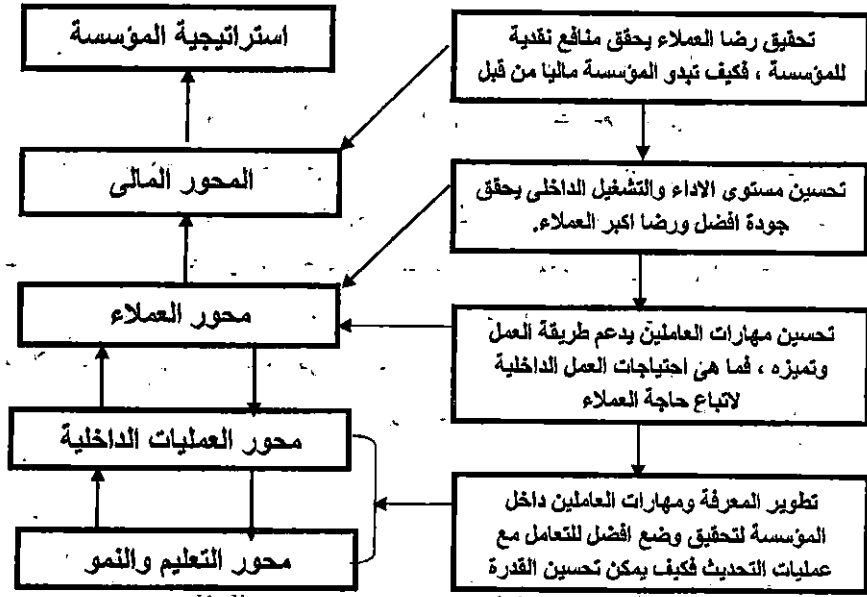 استراتيجية المؤسسة
المحور المالى
محور العملاء
محور العمليات الداخلية
محور التعليم والنمو
تحقيق رضا العملاء يحقق منافع نقدية
للمؤسسة ، فكيف تبدو المؤسسة ماليا من قبل
تحسين مستوى الاداء والتشغيل الداخلى يحقق
جودة افضل ورضا اكبر العملاء.
تحسين مهارات العاملين يدعم طريقة العمل
وتميزه ، فما هى احتياجات العمل الداخلية
لاتباع حاجة العملاء
تطوير المعرفة ومهارات العاملين داخل
المؤسسة لتحقيق وضع افضل للتعامل مع
عمليات التحديث فكيف يمكن تحسين القدرة